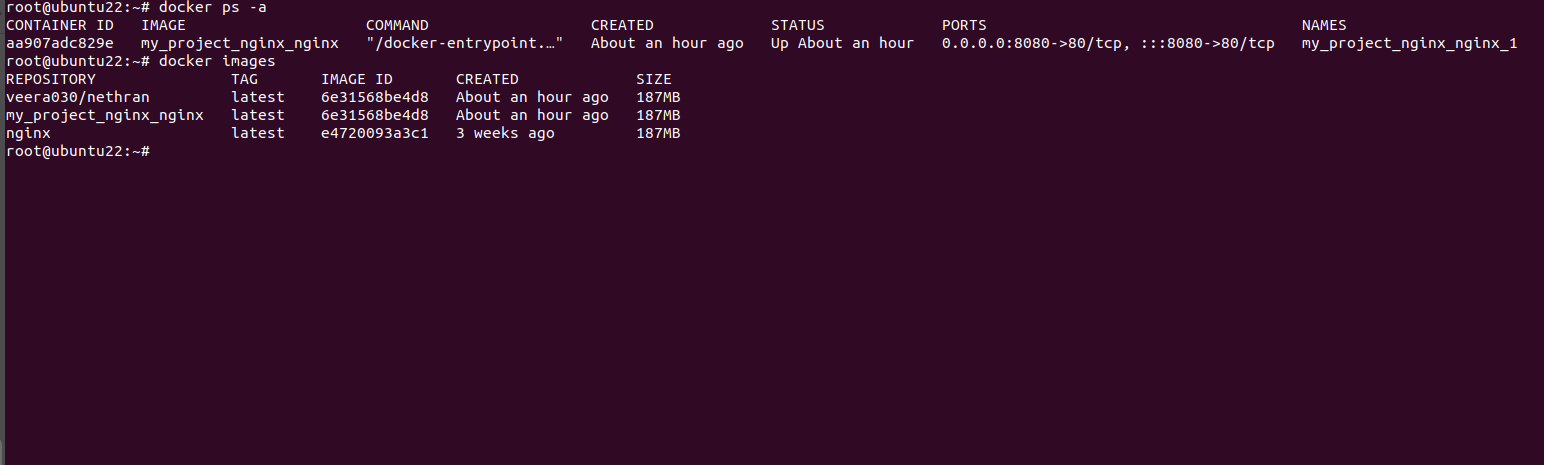 root@ubuntu22:~# docker ps -a
CONTAINER ID   IMAGE                    COMMAND                  CREATED             STATUS             PORTS                                   NAMES
aa907adc829e   my_project_nginx_nginx   "/docker-entrypoint.…"   About an hour ago   Up About an hour   0.0.0.0:8080->80/tcp, :::8080->80/tcp   my_project_nginx_nginx_1
root@ubuntu22:~# docker images
REPOSITORY               TAG       IMAGE ID       CREATED             SIZE
veera030/nethran         latest    6e31568be4d8   About an hour ago   187MB
my_project_nginx_nginx   latest    6e31568be4d8   About an hour ago   187MB
nginx                    latest    e4720093a3c1   3 weeks ago         187MB
root@ubuntu22:~#